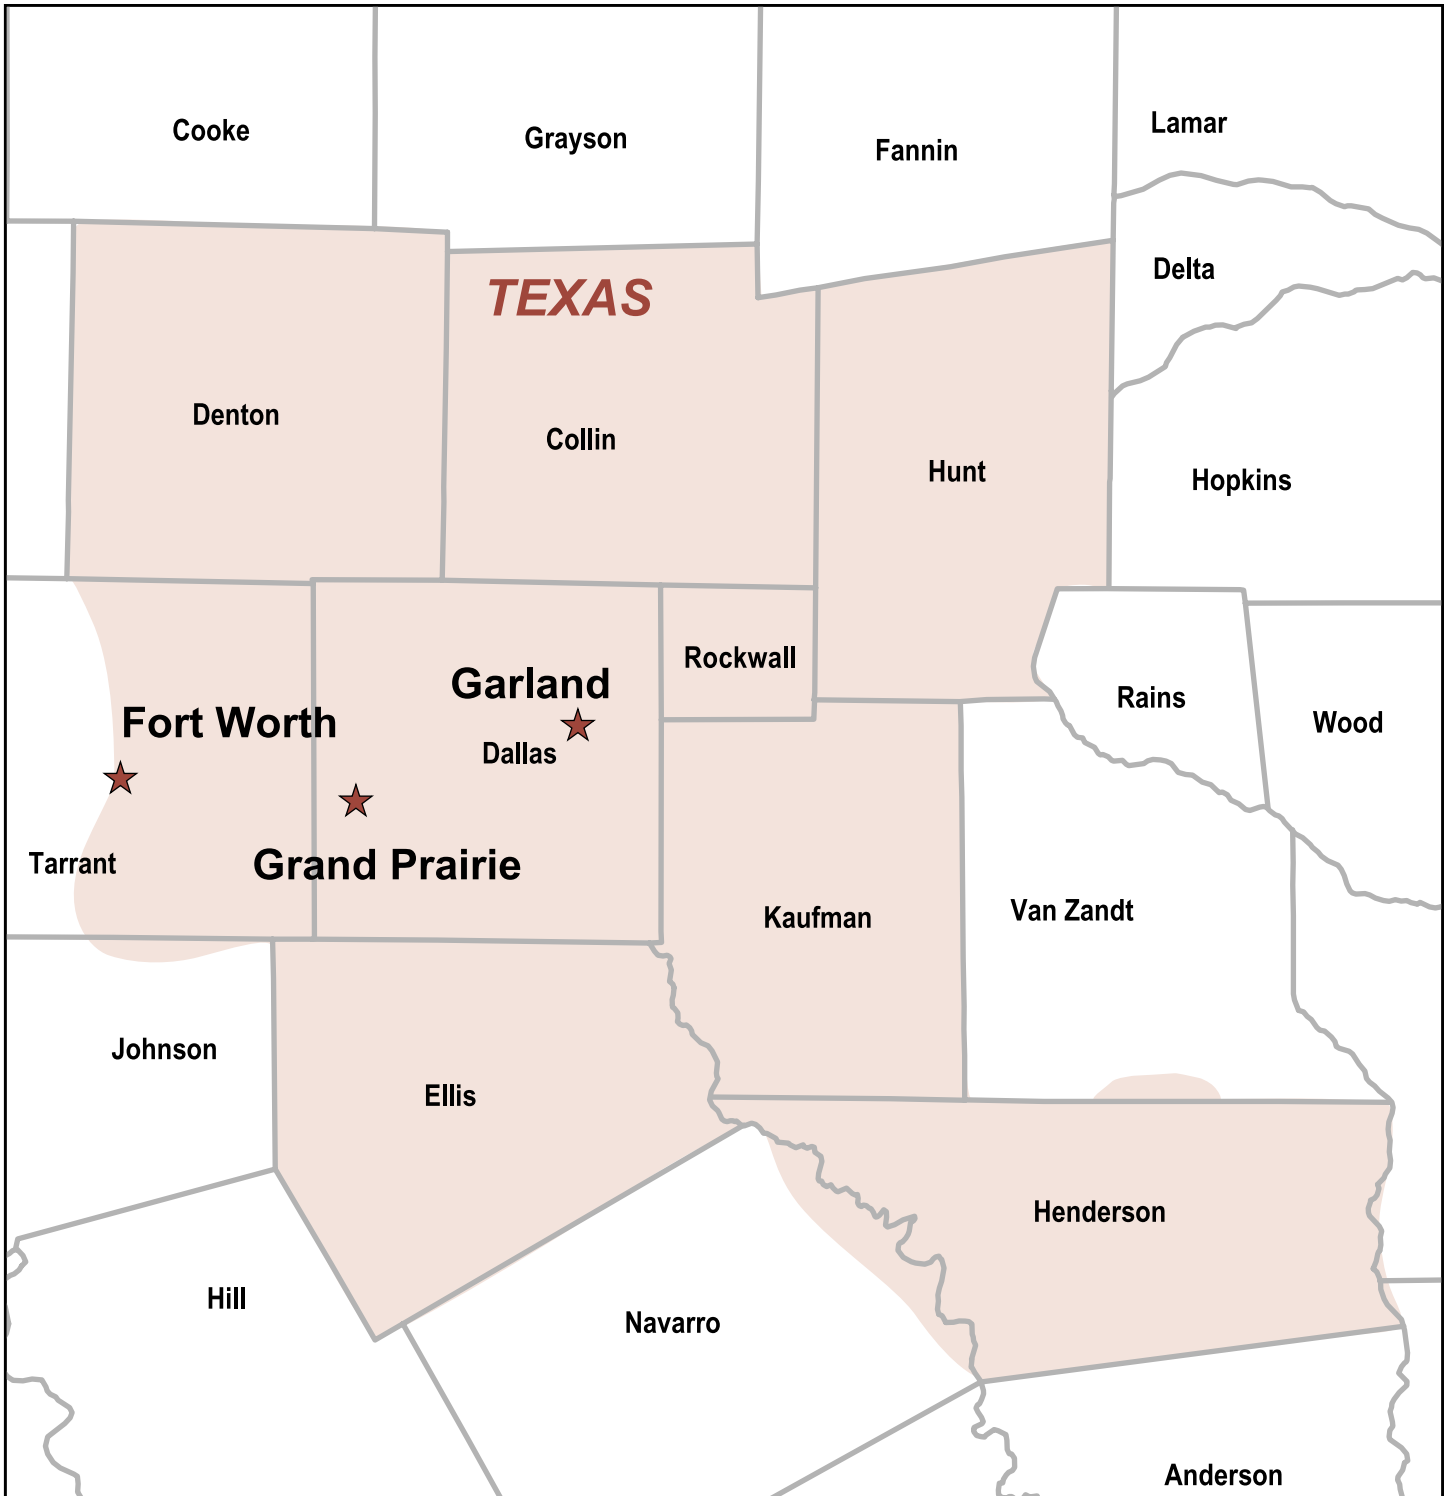 Cooke
Grayson
Fannin
Lamar
Delta
TEXAS
Denton
Collin
Hunt
Hopkins
Rockwall
Garland
Rains
Fort Worth
Wood
Dallas
Tarrant
Grand Prairie
Kaufman
Van Zandt
Johnson
Ellis
Henderson
Hill
Navarro
Anderson